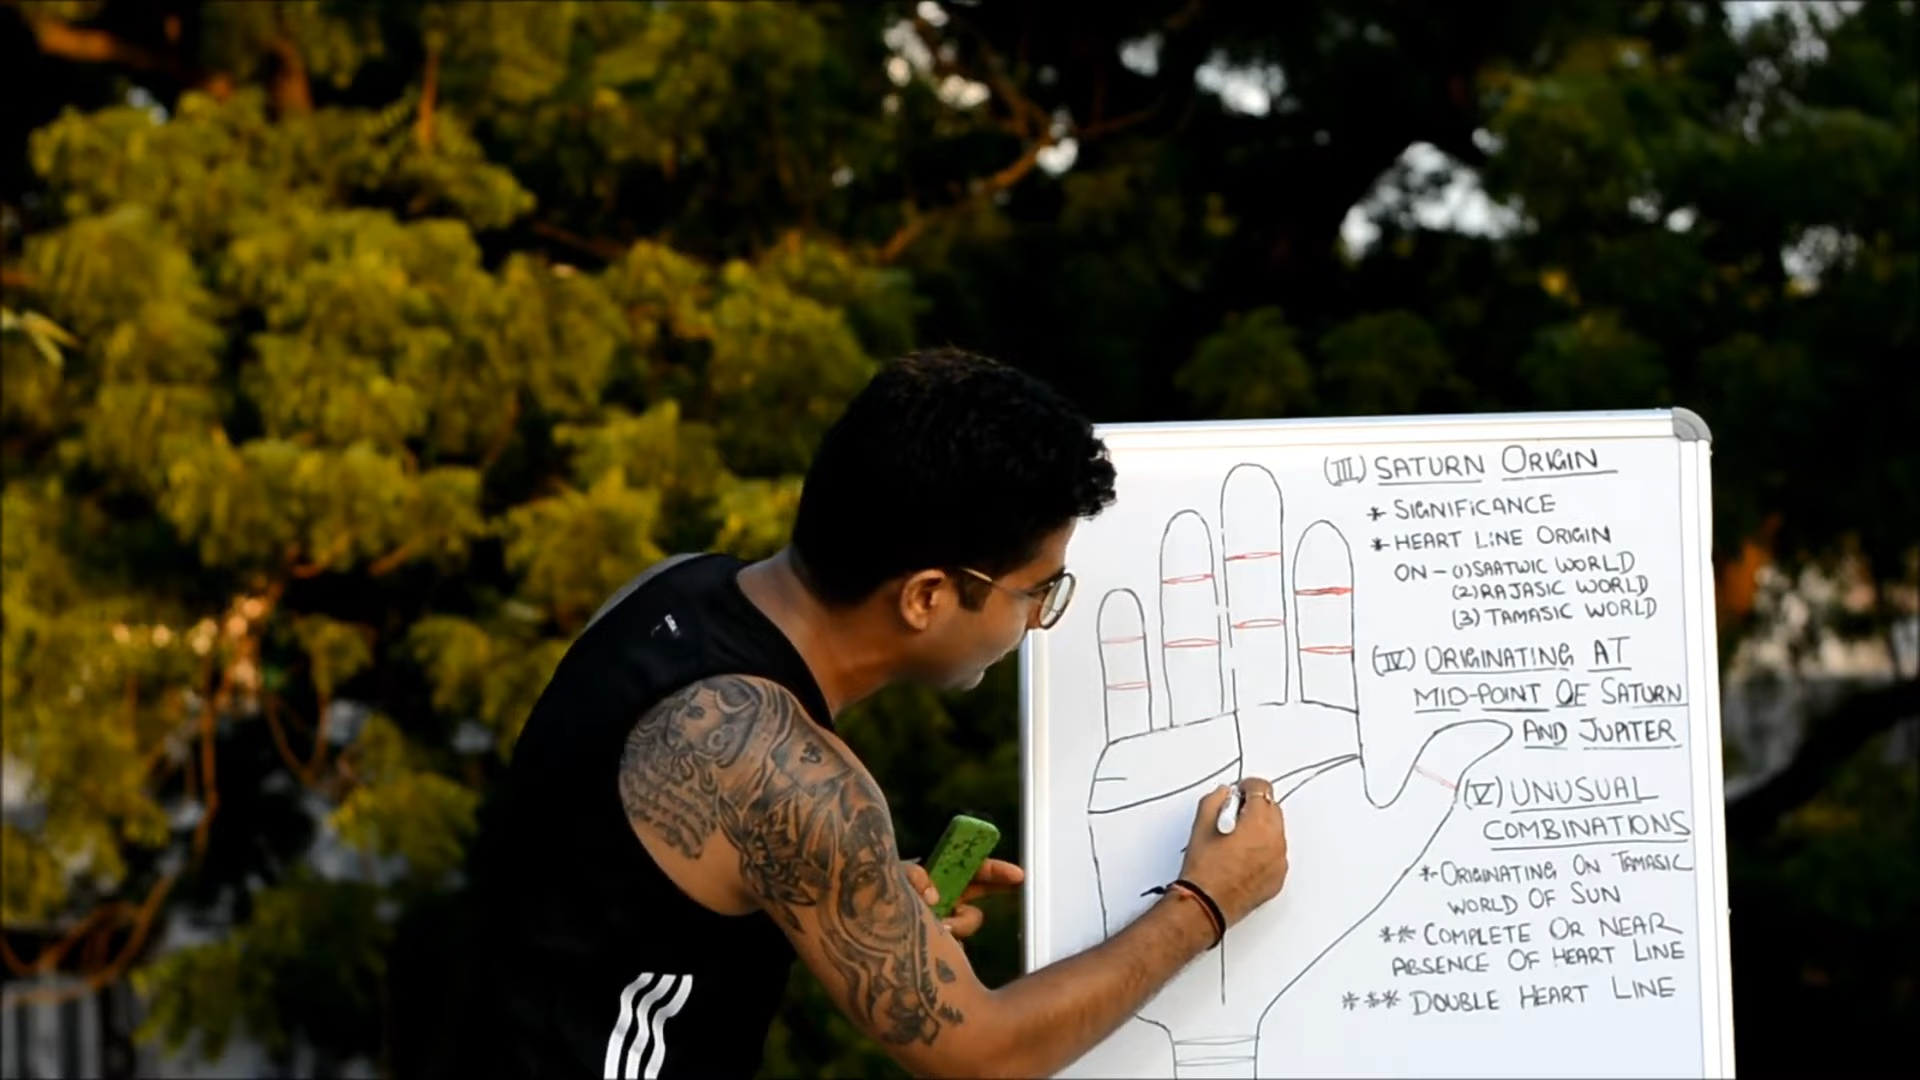 (III) SATURN ORIGIN
* SIGNIFICANCE
* HEART LINE ORIGIN
ON - (1) SAATWIC WORLD
(2) RAJASIC WORLD
(3) TAMASIC WORLD
(IV) ORIGINATING AT
MID-POINT OF SATURN
AND JUPITER
(V) UNUSUAL
COMBINATIONS
* ORIGINATING ON TAMASIC
WORLD OF SUN
** COMPLETE OR NEAR
ABSENCE OF HEART LINE
*** DOUBLE HEART LINE